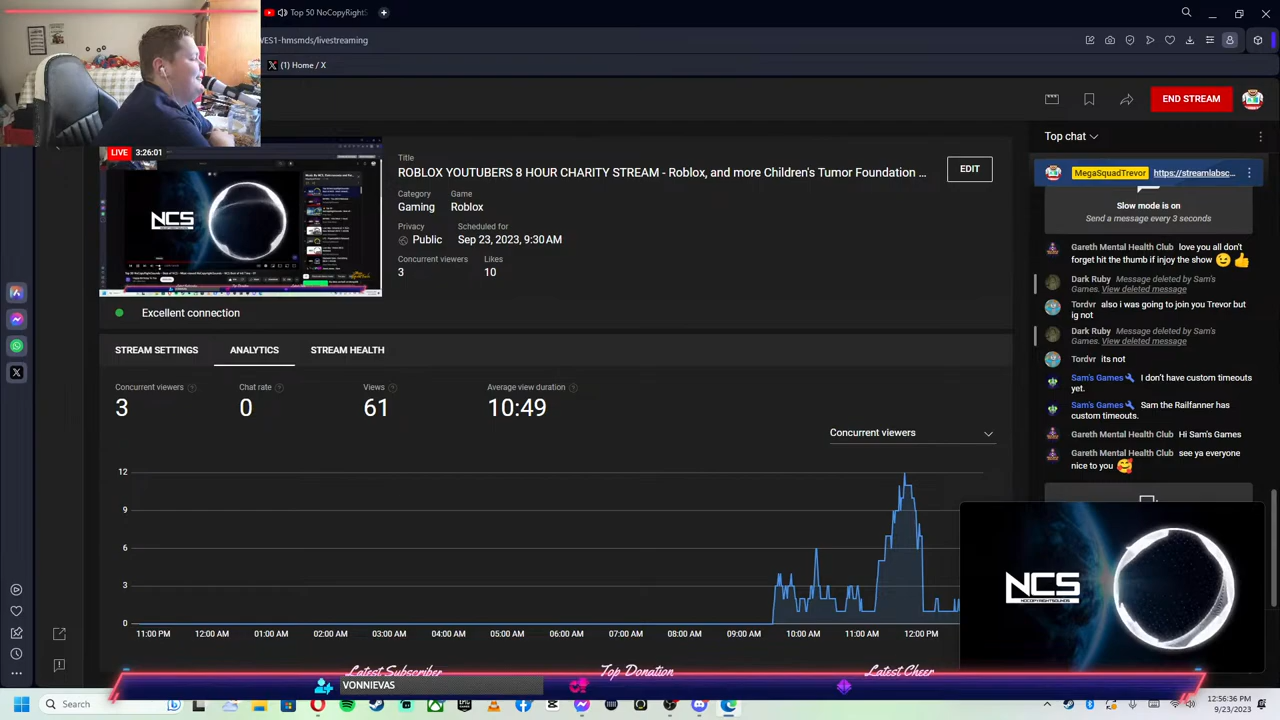 Top 50 NoCopyRightS
WES1-hmsmds/livestreaming
(1) Home / X
END STREAM
LIVE 3:26:01
NCS
Title
ROBLOX YOUTUBERS 8 HOUR CHARITY STREAM - Roblox, and more! Children's Tumor Foundation ...
EDIT
Category
Gaming
Game
Roblox
Privacy
Public
Scheduled for
Sep 23, 2023, 9:30 AM
Concurrent viewers
3
Likes
10
Excellent connection
STREAM SETTINGS
ANALYTICS
STREAM HEALTH
Concurrent viewers
3
Chat rate
0
Views
61
Average view duration
10:49
Concurrent viewers
12
9
6
3
0
11:00 PM 12:00 AM 01:00 AM 02:00 AM 03:00 AM 04:00 AM 05:00 AM 06:00 AM 07:00 AM 08:00 AM 09:00 AM 10:00 AM 11:00 AM 12:00 PM
Top chat
MegaSquadTrevor https://www.e...
Slow mode is on
Send a message every 3 seconds
Gareth Mental Health Club love you all don't
forget hit the thumb if injoy the show 😉 👍
Dark Ruby Message deleted by Sam's
Games. View deleted message
Tordvr also i was going to join you Trevor but
ig not
Dark Ruby Message deleted by Sam's
Games. View deleted message
Tordvr its not
Sam's Games I don't have custom timeouts
yet.
Sam's Games Sam the Railfanner has
custom timeouts.
Gareth Mental Health Club Hi Sam's Games
Gareth Mental Health Club see ya everyone
nice to you 🥰
NCS
NOCOPYRIGHTSOUNDS
Latest Subscriber
VONNIEVAS
Top Donation
Latest Cheer
Search
12:56:36 PM
9/23/2023